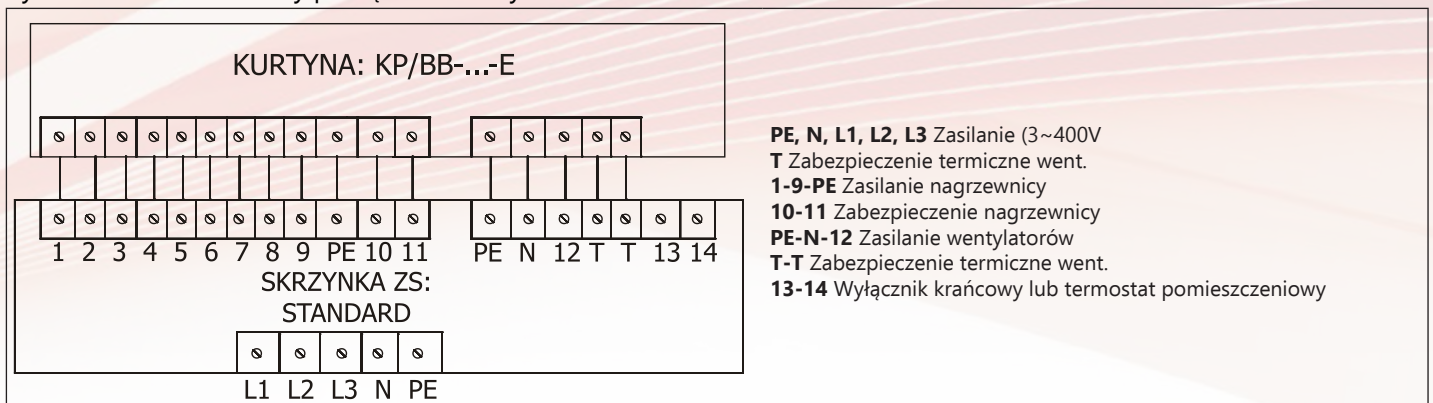 KURTYNA: KP/BB-...-E
1 2 3 4 5 6 7 8 9 PE 10 11 PE N 12 T T 13 14
SKRZYNKA ZS:
STANDARD
L1 L2 L3 N PE
PE, N, L1, L2, L3 Zasilanie (3~400V
T Zabezpieczenie termiczne went.
1-9-PE Zasilanie nagrzewnicy
10-11 Zabezpieczenie nagrzewnicy
PE-N-12 Zasilanie wentylatorów
T-T Zabezpieczenie termiczne went.
13-14 Wyłącznik krańcowy lub termostat pomieszczeniowy